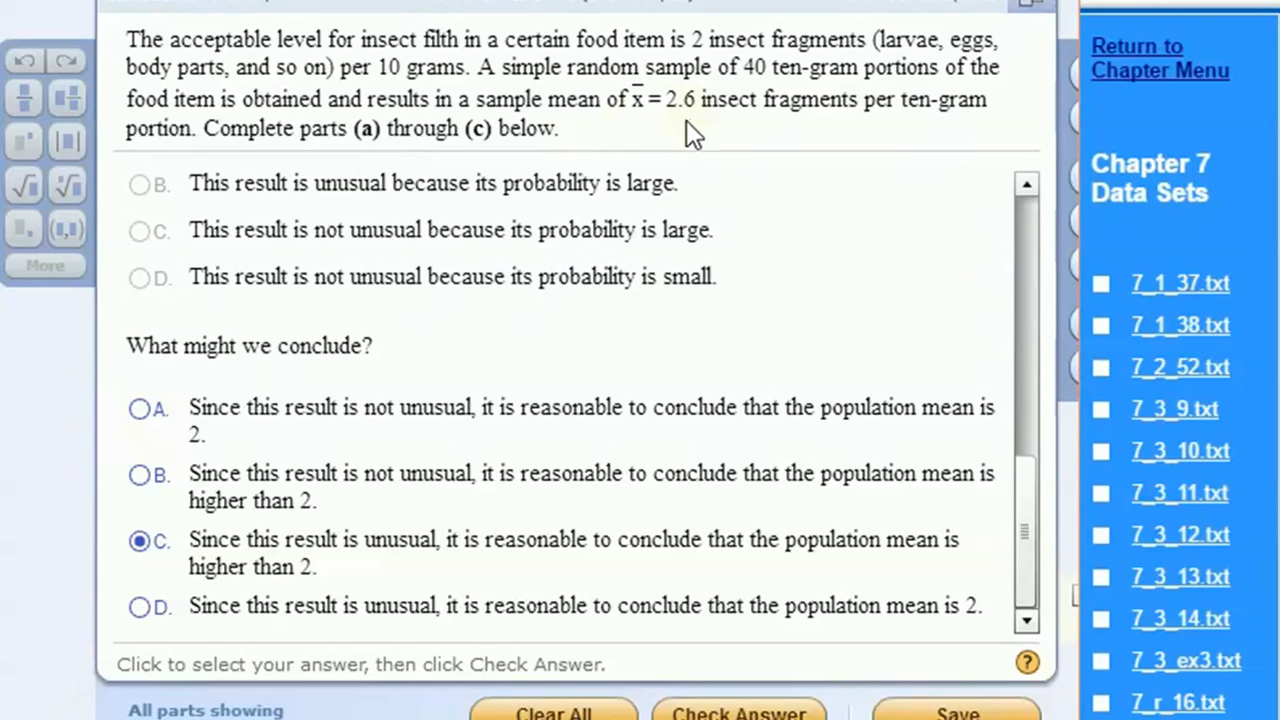 The acceptable level for insect filth in a certain food item is 2 insect fragments (larvae, eggs,
body parts, and so on) per 10 grams. A simple random sample of 40 ten-gram portions of the
food item is obtained and results in a sample mean of x̅ = 2.6 insect fragments per ten-gram
portion. Complete parts (a) through (c) below.
B. This result is unusual because its probability is large.
C. This result is not unusual because its probability is large.
D. This result is not unusual because its probability is small.
What might we conclude?
A. Since this result is not unusual, it is reasonable to conclude that the population mean is
2.
B. Since this result is not unusual, it is reasonable to conclude that the population mean is
higher than 2.
C. Since this result is unusual, it is reasonable to conclude that the population mean is
higher than 2.
D. Since this result is unusual, it is reasonable to conclude that the population mean is 2.
Click to select your answer, then click Check Answer.
?
All parts showing
Clear All
Check Answer
Save
More
Return to
Chapter Menu
Chapter 7
Data Sets
7_1_37.txt
7_1_38.txt
7_2_52.txt
7_3_9.txt
7_3_10.txt
7_3_11.txt
7_3_12.txt
7_3_13.txt
7_3_14.txt
7_3_ex3.txt
7_r_16.txt